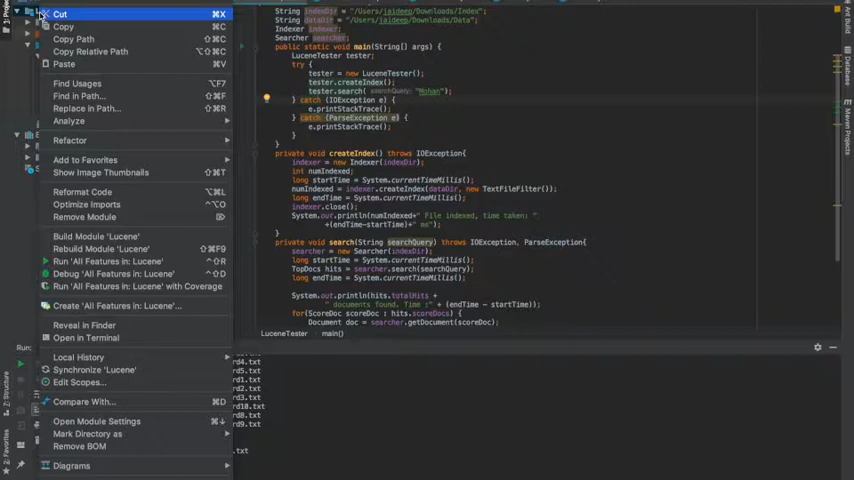 Cut ⌘X
Copy ⌘C
Copy Path ⇧⌘C
Copy Relative Path ⌥⇧⌘C
Paste ⌘V
Find Usages ⌥F7
Find in Path... ⇧⌘F
Replace in Path... ⇧⌘R
Analyze
Refactor
Add to Favorites
Show Image Thumbnails ⇧⌘T
Reformat Code ⌥⌘L
Optimize Imports ^⌥O
Remove Module ⌦
Build Module 'Lucene'
Rebuild Module 'Lucene' ⇧⌘F9
Run 'All Features in: Lucene' ^⇧R
Debug 'All Features in: Lucene' ^⇧D
Run 'All Features in: Lucene' with Coverage
Create 'All Features in: Lucene'...
Reveal in Finder
Open in Terminal
Local History
Synchronize 'Lucene'
Edit Scopes...
Compare With... ⌘D
Open Module Settings ⌘↓
Mark Directory as
Remove BOM
Diagrams
String indexDir = "/Users/jaideep/Downloads/Index";
String dataDir = "/Users/jaideep/Downloads/Data";
Indexer indexer;
Searcher searcher;
public static void main(String[] args) {
LuceneTester tester;
try {
tester = new LuceneTester();
tester.createIndex();
tester.search( searchQuery: "Mohan");
} catch (IOException e) {
e.printStackTrace();
} catch (ParseException e) {
e.printStackTrace();
}
}
private void createIndex() throws IOException{
indexer = new Indexer(indexDir);
int numIndexed;
long startTime = System.currentTimeMillis();
numIndexed = indexer.createIndex(dataDir, new TextFileFilter());
long endTime = System.currentTimeMillis();
indexer.close();
System.out.println(numIndexed+" File indexed, time taken: "
+(endTime-startTime)+" ms");
}
private void search(String searchQuery) throws IOException, ParseException{
searcher = new Searcher(indexDir);
long startTime = System.currentTimeMillis();
TopDocs hits = searcher.search(searchQuery);
long endTime = System.currentTimeMillis();
System.out.println(hits.totalHits +
" documents found. Time :" + (endTime - startTime));
for(ScoreDoc scoreDoc : hits.scoreDocs) {
Document doc = searcher.getDocument(scoreDoc);
LuceneTester main()
Run:
rd4.txt
rd5.txt
rd1.txt
rd2.txt
rd3.txt
rd10.txt
rd8.txt
rd9.txt
.txt
1: Project
Z: Structure
2: Favorites
Ant Build
Database
Maven Projects